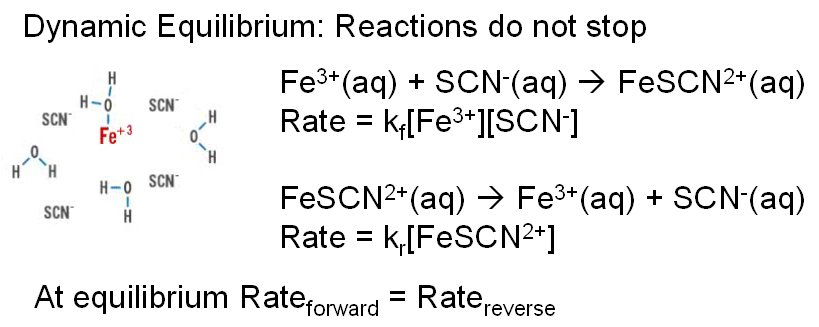 Dynamic Equilibrium: Reactions do not stop
H
H-O
SCN⁻
SCN⁻
Fe⁺³
H
O
H
O
H
H
H-O
SCN⁻
H
SCN⁻
Fe³⁺(aq) + SCN⁻(aq) → FeSCN²⁺(aq)
Rate = k_f[Fe³⁺][SCN⁻]
FeSCN²⁺(aq) → Fe³⁺(aq) + SCN⁻(aq)
Rate = k_r[FeSCN²⁺]
At equilibrium Rate_forward = Rate_reverse